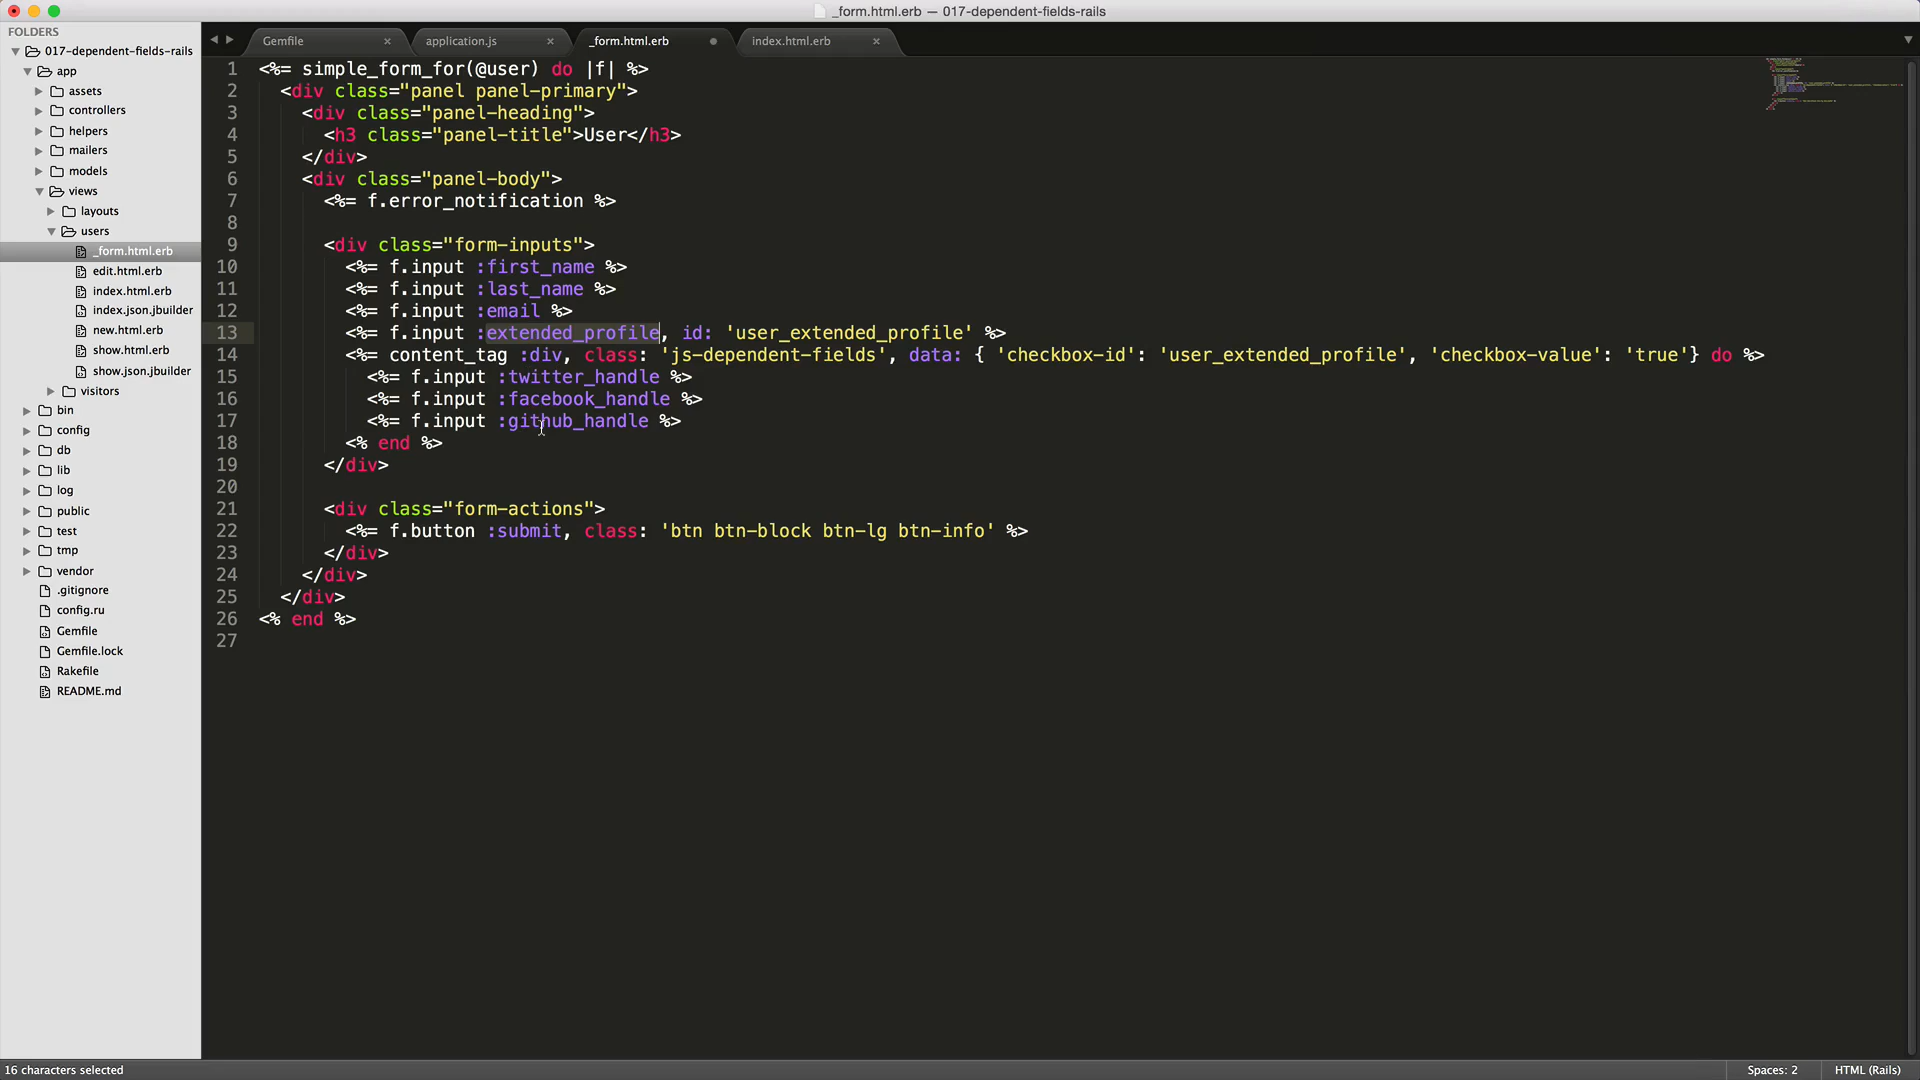 _form.html.erb — 017-dependent-fields-rails
FOLDERS
017-dependent-fields-rails
app
assets
controllers
helpers
mailers
models
views
layouts
users
_form.html.erb
edit.html.erb
index.html.erb
index.json.jbuilder
new.html.erb
show.html.erb
show.json.jbuilder
visitors
bin
config
db
lib
log
public
test
tmp
vendor
.gitignore
config.ru
Gemfile
Gemfile.lock
Rakefile
README.md
Gemfile
application.js
_form.html.erb
index.html.erb
1 <%= simple_form_for(@user) do |f| %>
2 <div class="panel panel-primary">
3 <div class="panel-heading">
4 <h3 class="panel-title">User</h3>
5 </div>
6 <div class="panel-body">
7 <%= f.error_notification %>
8
9 <div class="form-inputs">
10 <%= f.input :first_name %>
11 <%= f.input :last_name %>
12 <%= f.input :email %>
13 <%= f.input :extended_profile, id: 'user_extended_profile' %>
14 <%= content_tag :div, class: 'js-dependent-fields', data: { 'checkbox-id': 'user_extended_profile', 'checkbox-value': 'true'} do %>
15 <%= f.input :twitter_handle %>
16 <%= f.input :facebook_handle %>
17 <%= f.input :github_handle %>
18 <% end %>
19 </div>
20
21 <div class="form-actions">
22 <%= f.button :submit, class: 'btn btn-block btn-lg btn-info' %>
23 </div>
24 </div>
25 </div>
26 <% end %>
27
16 characters selected
Spaces: 2
HTML (Rails)